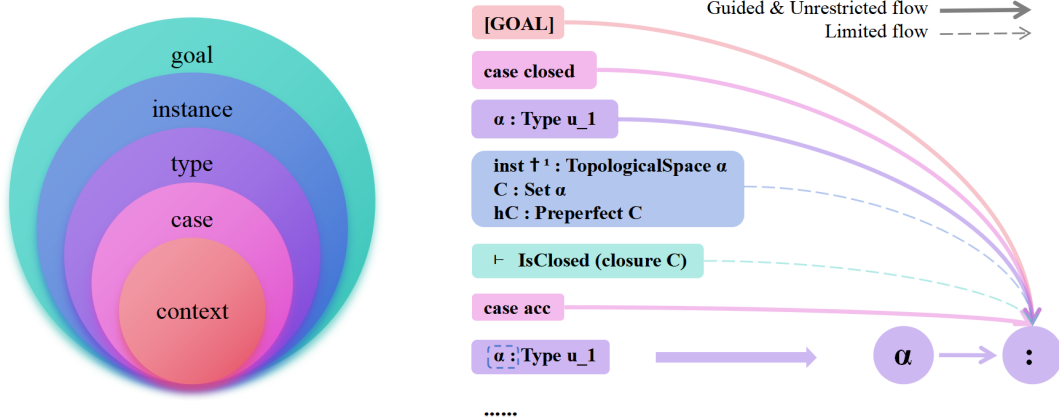 goal
instance
type
case
context
Guided & Unrestricted flow
Limited flow
[GOAL]
case closed
α : Type u_1
inst † ¹ : TopologicalSpace α
C : Set α
hC : Preperfect C
⊢ IsClosed (closure C)
case acc
α : Type u_1
α
:
......